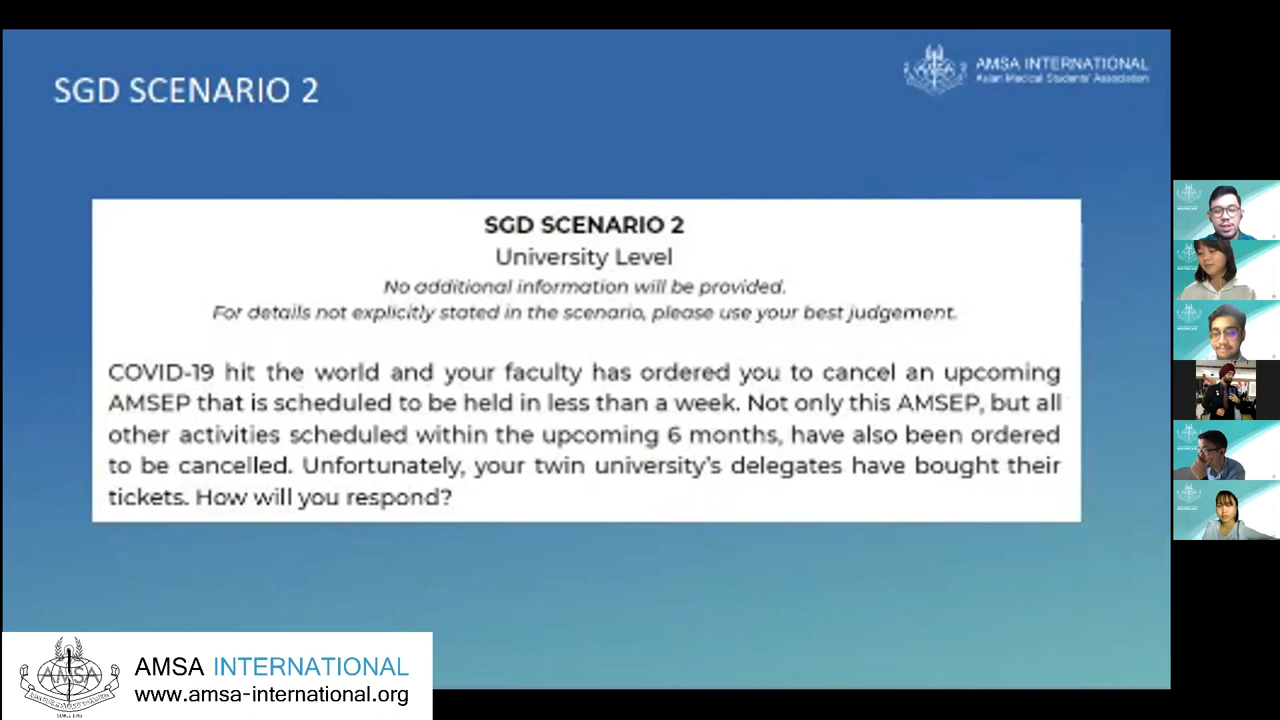 SGD SCENARIO 2
AMSA INTERNATIONAL
Asian Medical Students' Association
SGD SCENARIO 2
University Level
No additional information will be provided.
For details not explicitly stated in the scenario, please use your best judgement.
COVID-19 hit the world and your faculty has ordered you to cancel an upcoming
AMSEP that is scheduled to be held in less than a week. Not only this AMSEP, but all
other activities scheduled within the upcoming 6 months, have also been ordered
to be cancelled. Unfortunately, your twin university's delegates have bought their
tickets. How will you respond?
AMSA
AMSA INTERNATIONAL
www.amsa-international.org